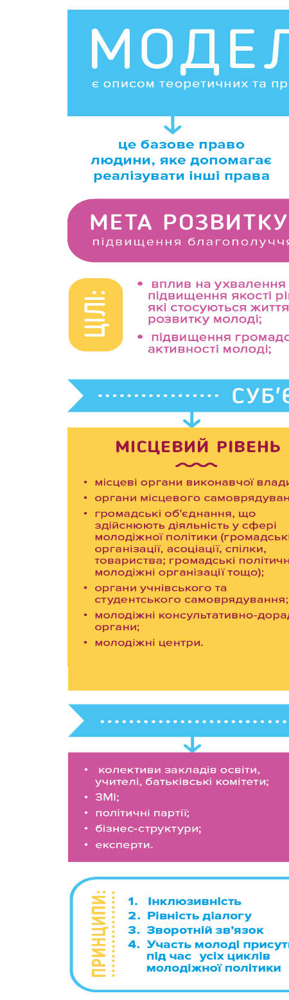 МОДЕЛ
є описом теоретичних та пр
це базове право
людини, яке допомагає
реалізувати інші права
МЕТА РОЗВИТКУ
підвищення благополуччя
ЦІЛІ:
• вплив на ухвалення
підвищення якості рі
які стосуються життя
розвитку молоді;
• підвищення громадс
активності молоді;
СУБ'Є
МІСЦЕВИЙ РІВЕНЬ
• місцеві органи виконавчої влади
• органи місцевого самоврядуван
• громадські об'єднання, що
здійснюють діяльність у сфері
молодіжної політики (громадські
організації, асоціації, спілки,
товариства; громадські політичн
молодіжні організації тощо);
• органи учнівського та
студентського самоврядування;
• молодіжні консультативно-дорад
органи;
• молодіжні центри.
• колективи закладів освіти,
учителі, батьківські комітети;
• ЗМІ;
• політичні партії;
• бізнес-структури;
• експерти.
ПРИНЦИПИ:
1. Інклюзивність
2. Рівність діалогу
3. Зворотній зв’язок
4. Участь молоді присут
під час усіх циклів
молодіжної політики